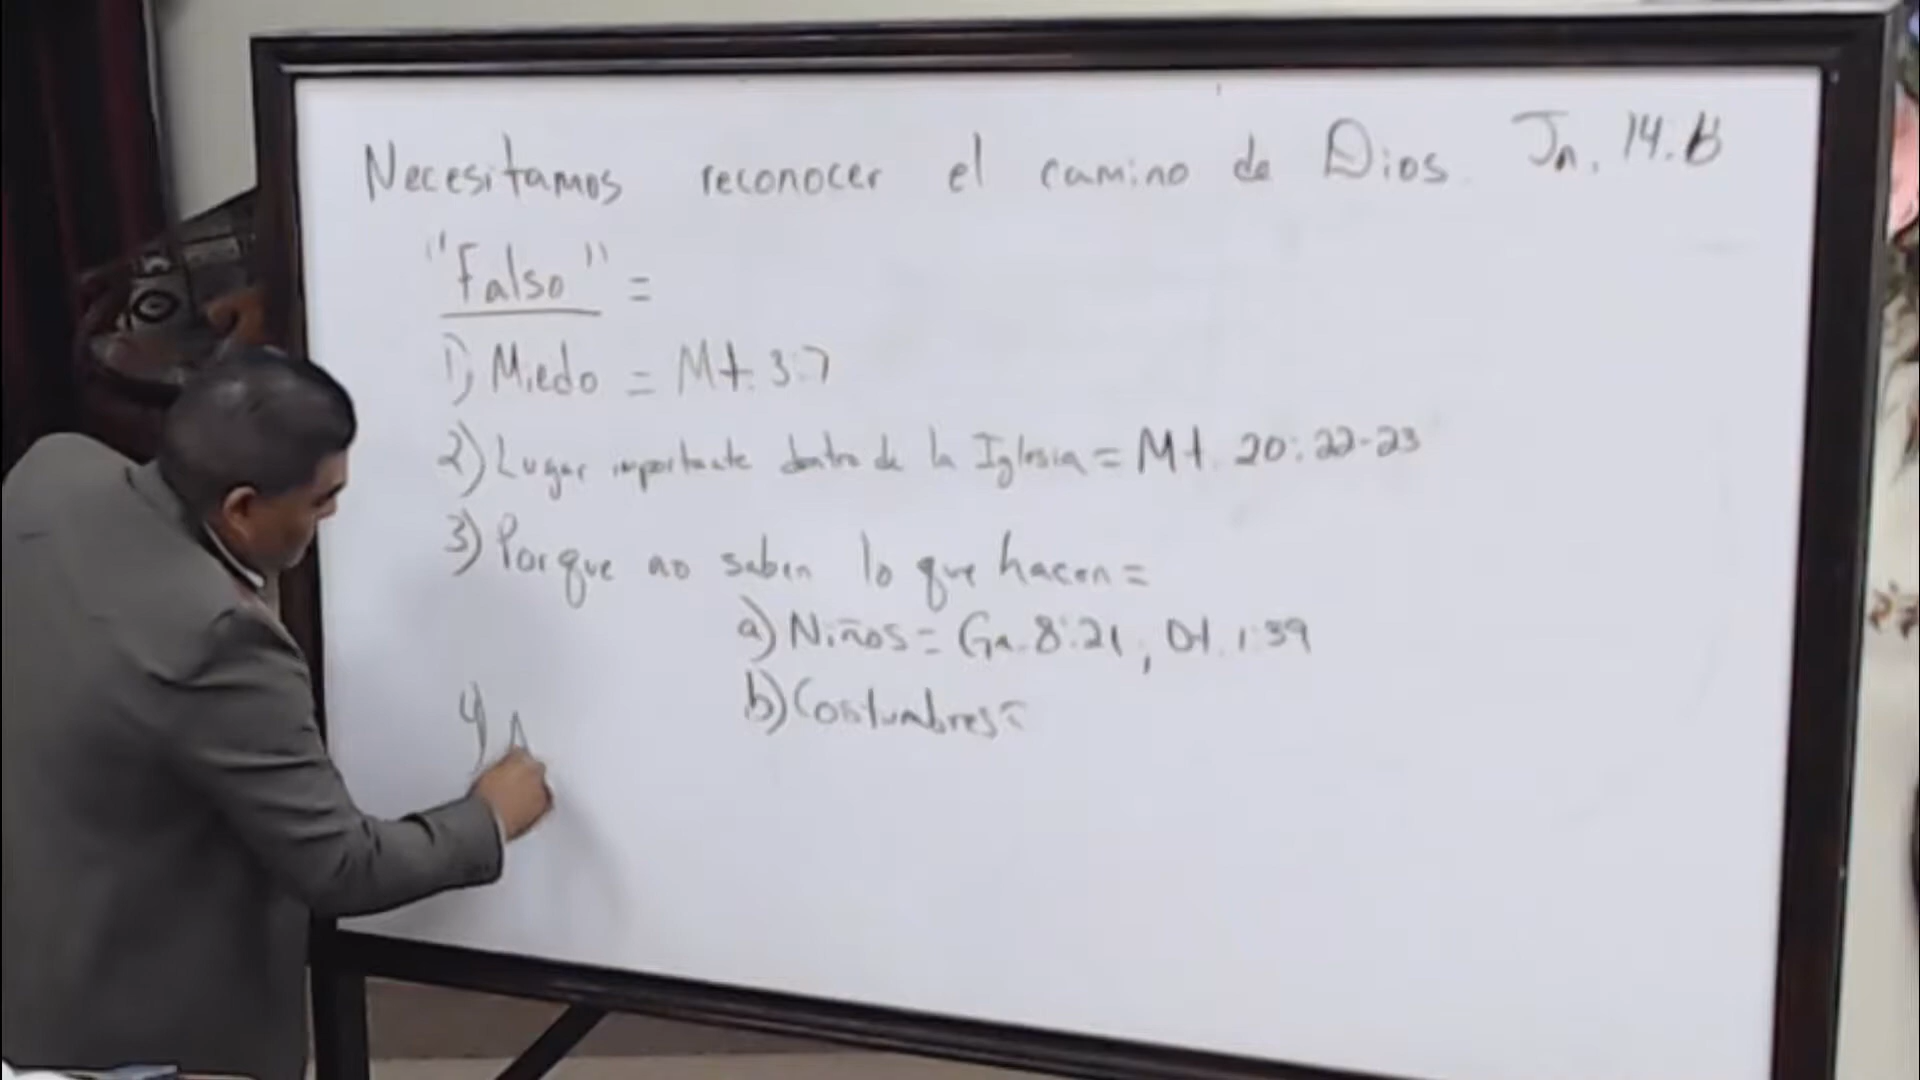 Necesitamos reconocer el camino de Dios. Jn. 14:6
"Falso" =
1) Miedo = Mt. 3:7
2) Lugar importante dentro de la Iglesia = Mt. 20:22-23
3) Porque no saben lo que hacen =
a) Niños = Gn. 8:21, Dt. 1:39
b) Costumbres =
4) A